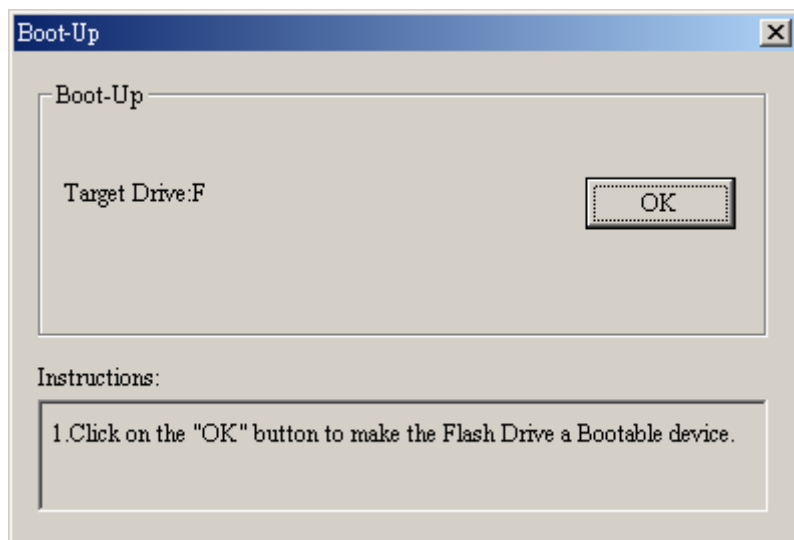 Boot-Up
Boot-Up
Target Drive:F
OK
Instructions:
1.Click on the "OK" button to make the Flash Drive a Bootable device.